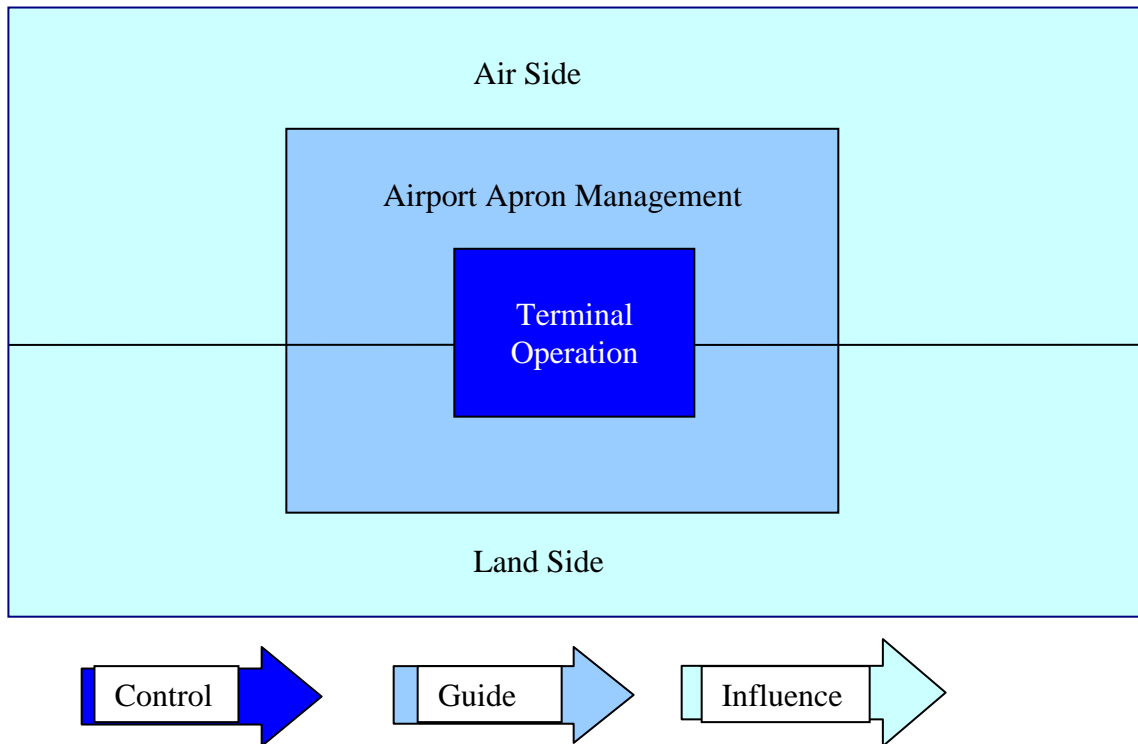 Air Side
Airport Apron Management
Terminal
Operation
Land Side
Control
Guide
Influence